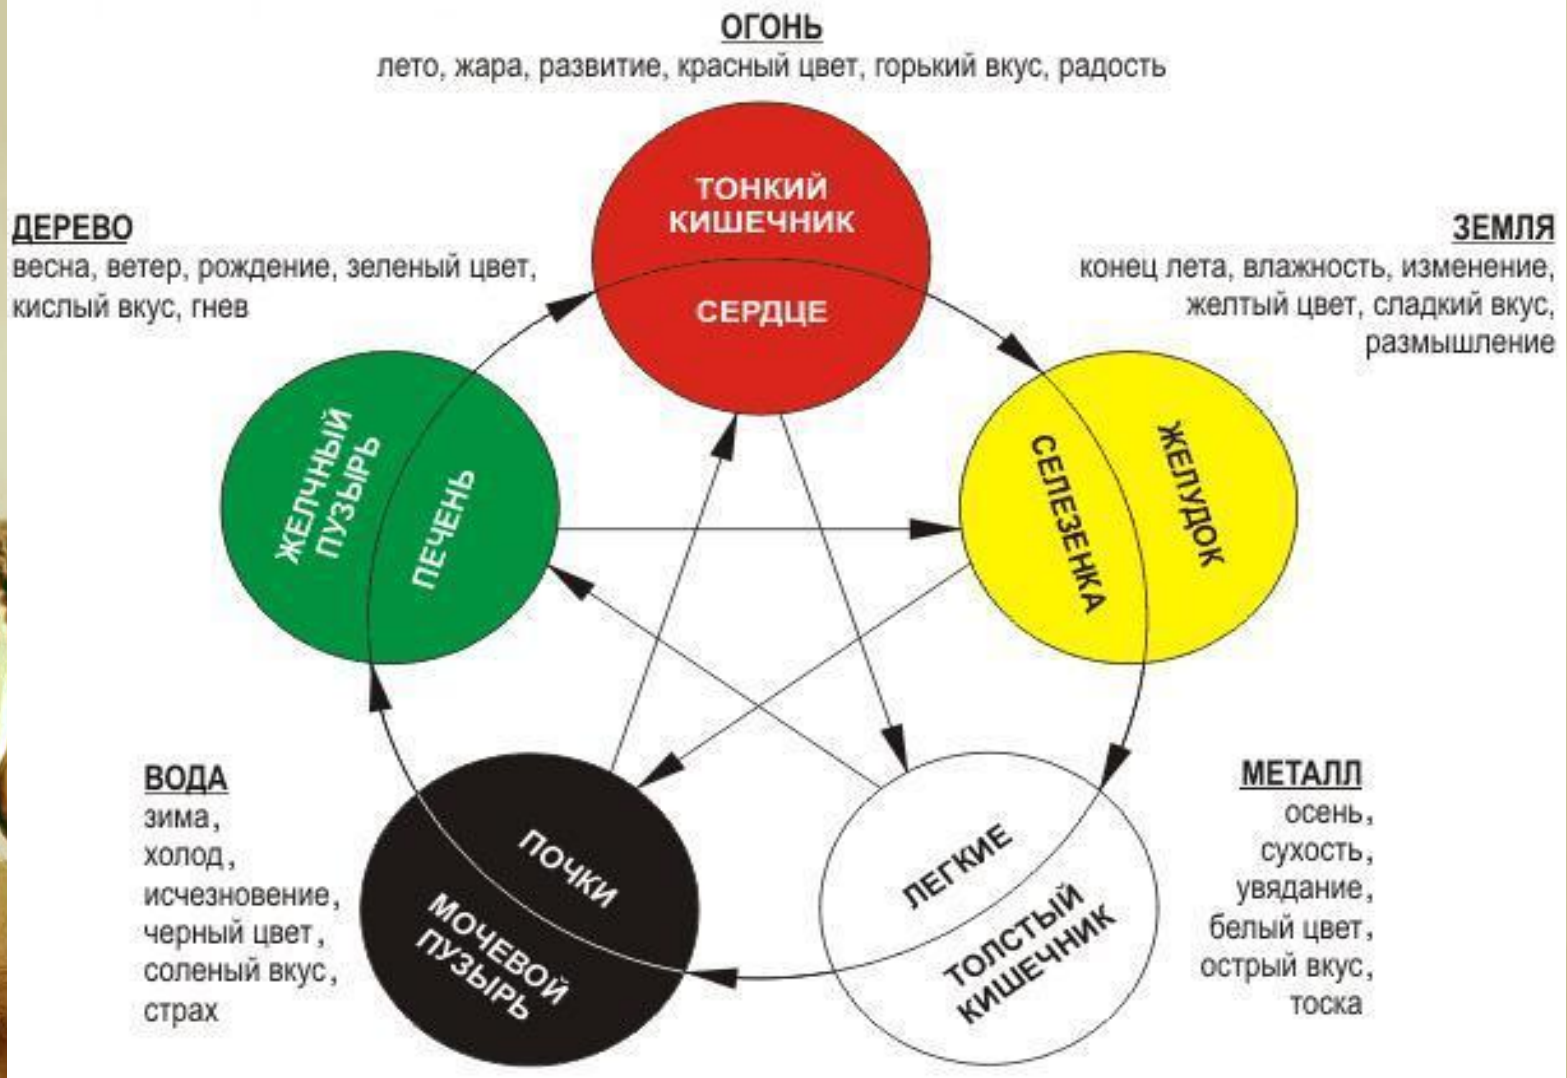 ОГОНЬ
лето, жара, развитие, красный цвет, горький вкус, радость
ТОНКИЙ
КИШЕЧНИК
СЕРДЦЕ
ДЕРЕВО
весна, ветер, рождение, зеленый цвет,
кислый вкус, гнев
ЗЕМЛЯ
конец лета, влажность, изменение,
желтый цвет, сладкий вкус,
размышление
ЖЕЛЧНЫЙ
ПУЗЫРЬ
ПЕЧЕНЬ
СЕЛЕЗЕНКА
ЖЕЛУДОК
ВОДА
зима,
холод,
исчезновение,
черный цвет,
соленый вкус,
страх
ПОЧКИ
МОЧЕВОЙ
ПУЗЫРЬ
ЛЕГКИЕ
ТОЛСТЫЙ
КИШЕЧНИК
МЕТАЛЛ
осень,
сухость,
увядание,
белый цвет,
острый вкус,
тоска